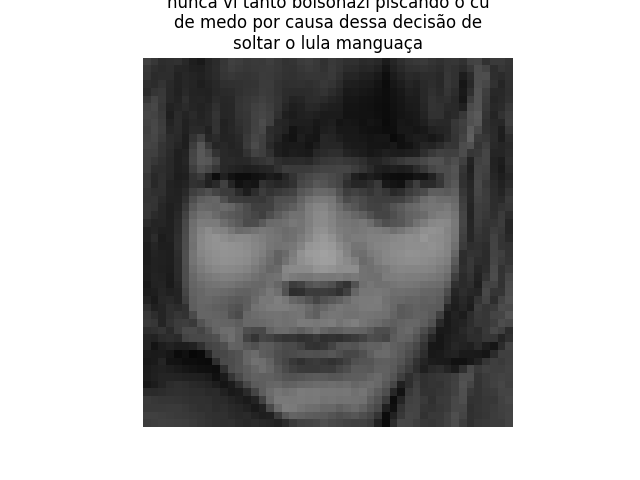 nunca vi tanto bolsonazi piscando o cu
de medo por causa dessa decisão de
soltar o lula manguaça